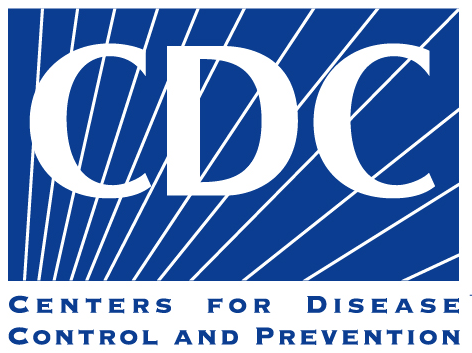 CDC
CENTERS FOR DISEASE
CONTROL AND PREVENTION